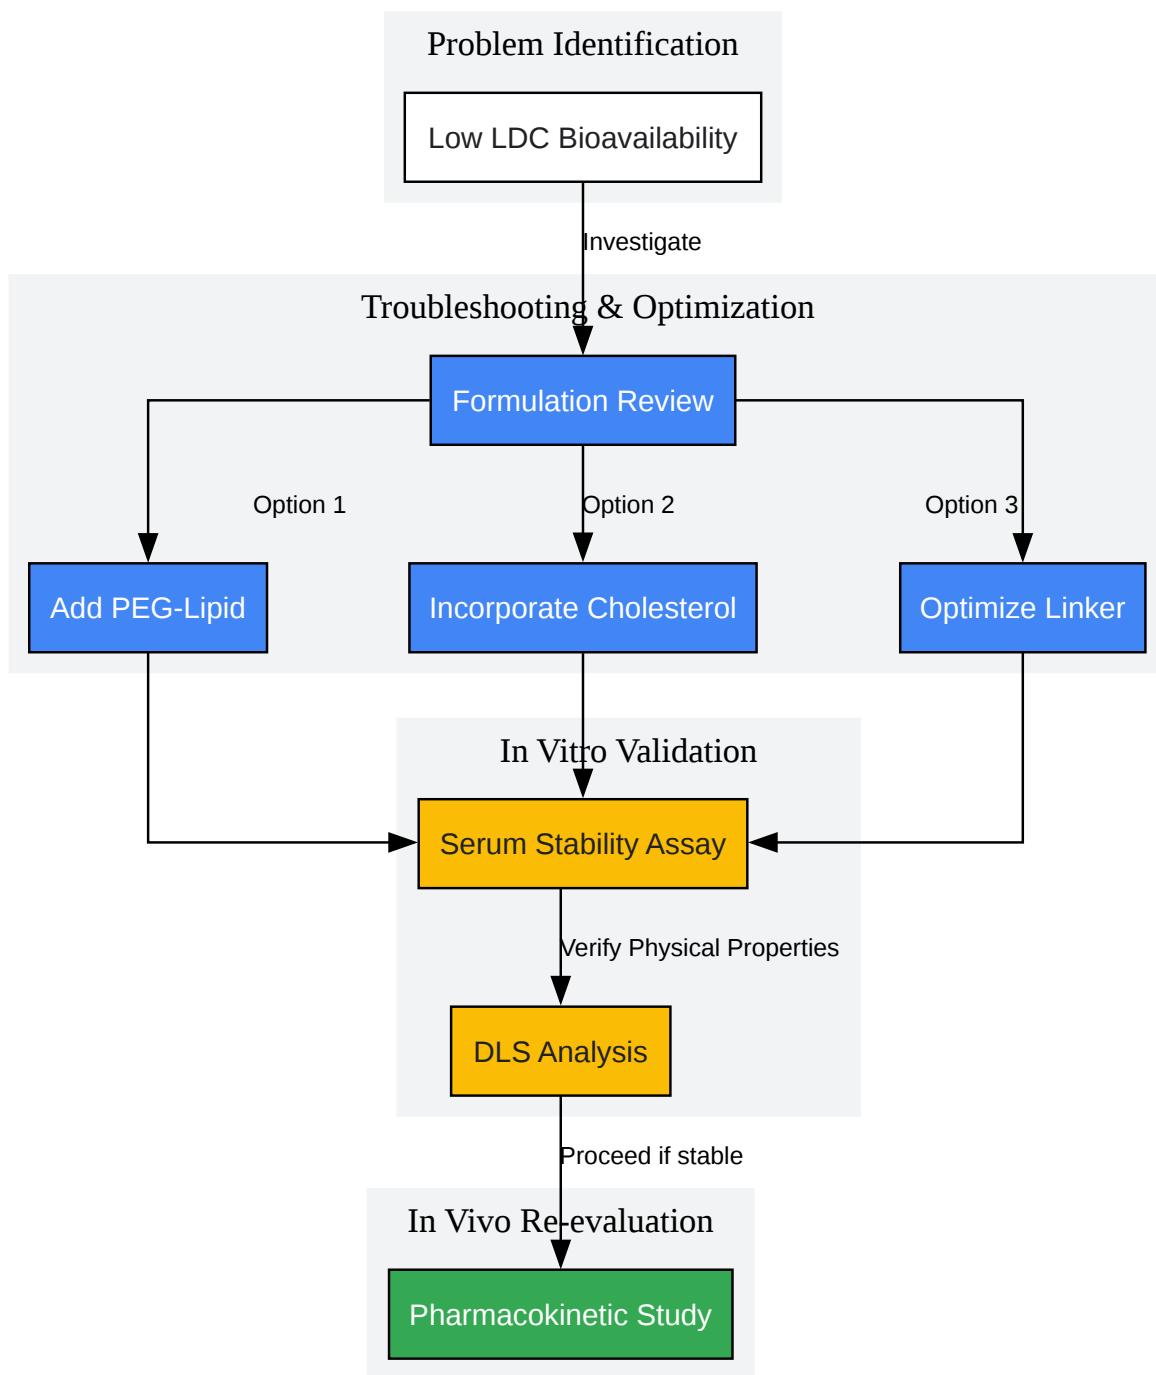 Problem Identification
Low LDC Bioavailability
Investigate
Troubleshooting & Optimization
Formulation Review
Option 1
Option 2
Option 3
Add PEG-Lipid
Incorporate Cholesterol
Optimize Linker
In Vitro Validation
Serum Stability Assay
Verify Physical Properties
DLS Analysis
Proceed if stable
In Vivo Re-evaluation
Pharmacokinetic Study